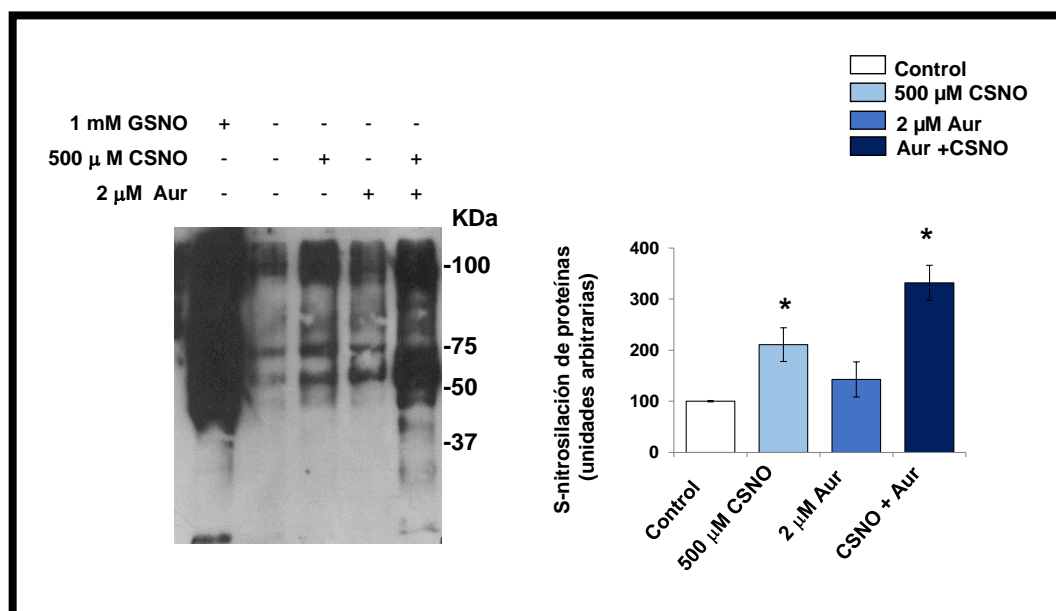 Control
500 µM CSNO
2 µM Aur
Aur +CSNO
1 mM GSNO + - - - -
500 µ M CSNO - - + - +
2 µM Aur - - - + +
KDa
-100
-75
-50
-37
S-nitrosilación de proteínas
(unidades arbitrarias)
400
300
200
100
0
*
*
Control
500 µM CSNO
2 µM Aur
CSNO + Aur